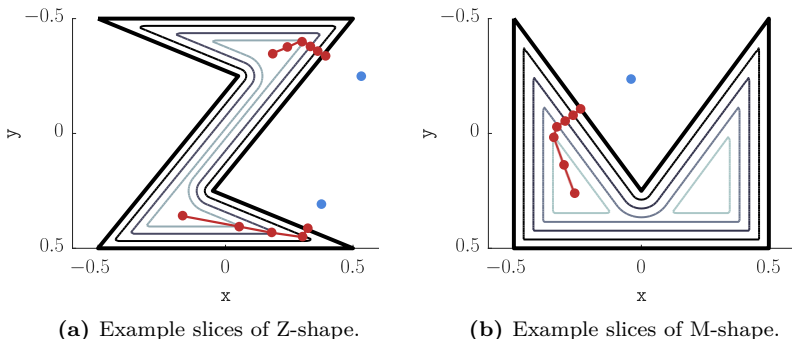 −0.5 −0.5
y 0 y 0
0.5 0.5
−0.5 0 0.5 −0.5 0 0.5
x x
(a) Example slices of Z-shape. (b) Example slices of M-shape.